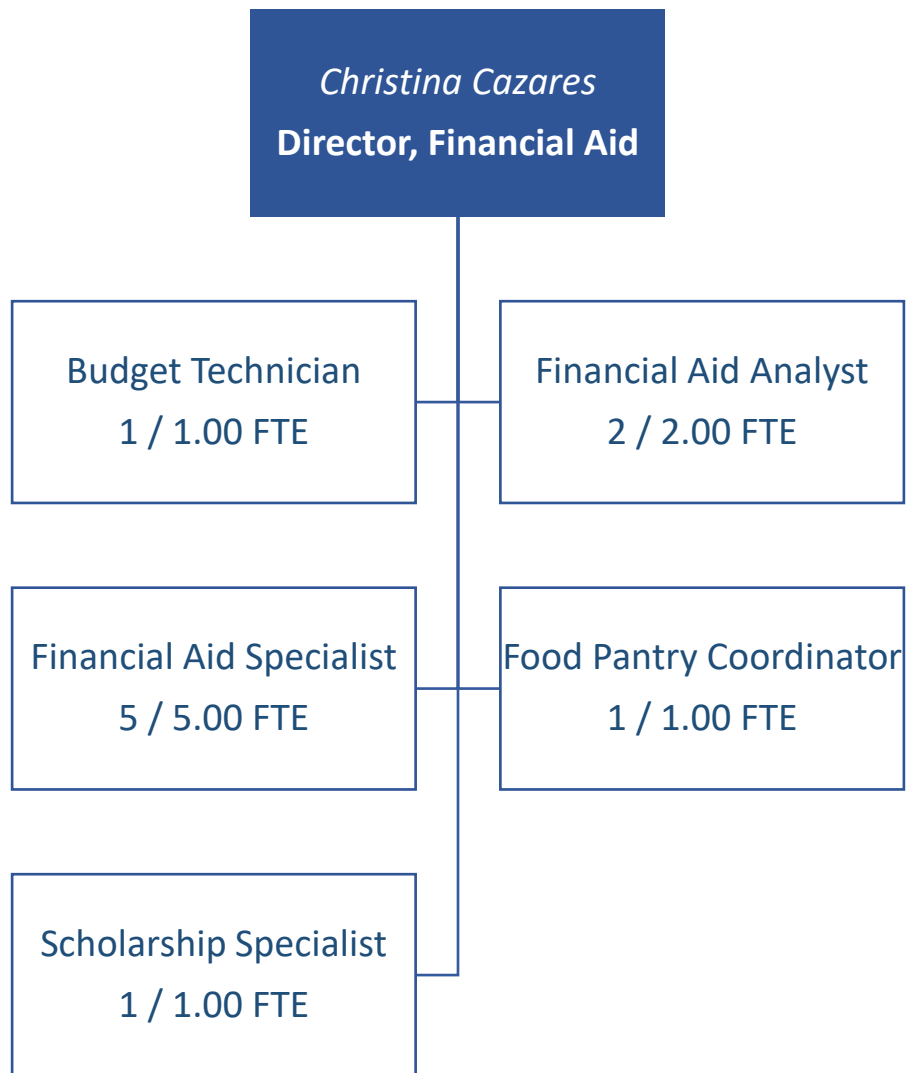 Christina Cazares
Director, Financial Aid
Budget Technician
1 / 1.00 FTE
Financial Aid Analyst
2 / 2.00 FTE
Financial Aid Specialist
5 / 5.00 FTE
Food Pantry Coordinator
1 / 1.00 FTE
Scholarship Specialist
1 / 1.00 FTE